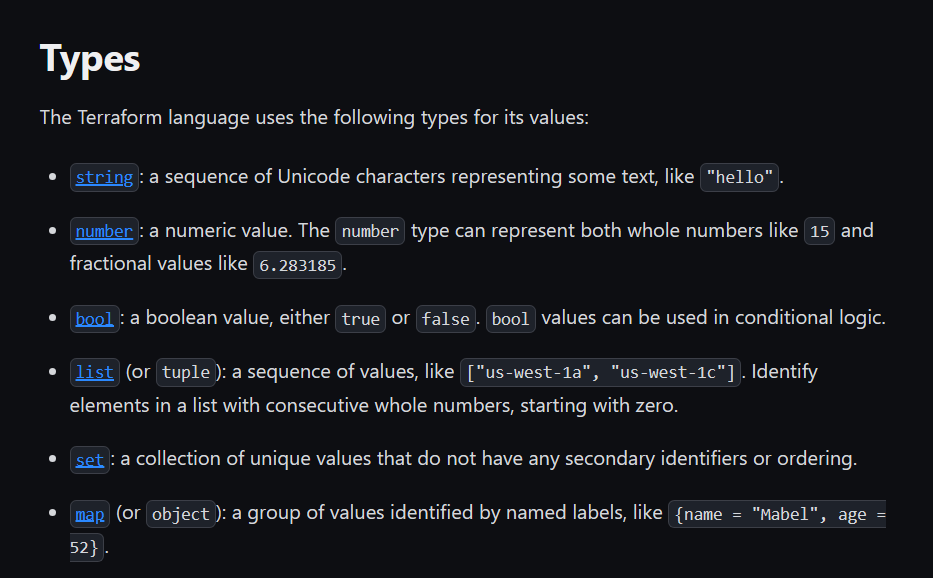 Types
The Terraform language uses the following types for its values:
string: a sequence of Unicode characters representing some text, like "hello".
number: a numeric value. The number type can represent both whole numbers like 15 and
fractional values like 6.283185.
bool: a boolean value, either true or false. bool values can be used in conditional logic.
list (or tuple): a sequence of values, like ["us-west-1a", "us-west-1c"]. Identify
elements in a list with consecutive whole numbers, starting with zero.
set: a collection of unique values that do not have any secondary identifiers or ordering.
map (or object): a group of values identified by named labels, like {name = "Mabel", age =
52}.